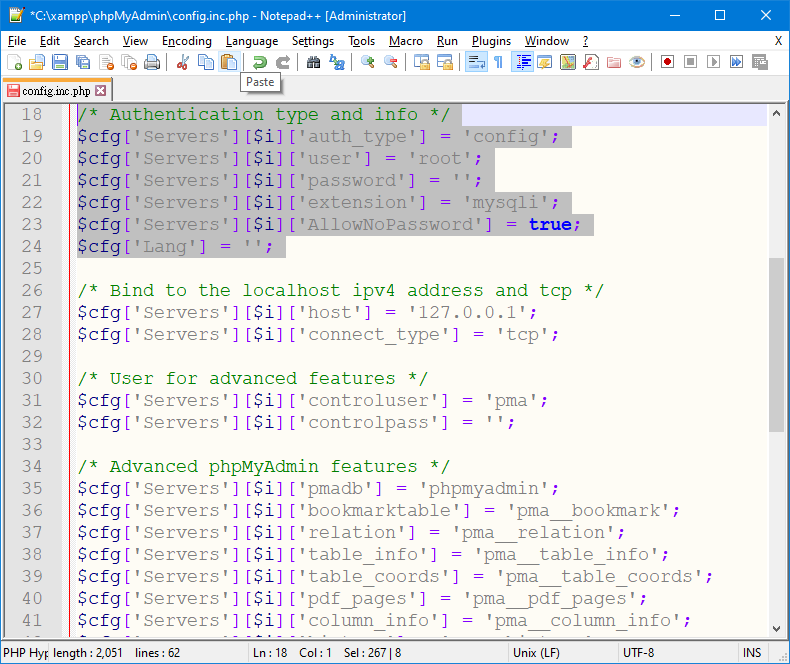 *C:\xampp\phpMyAdmin\config.inc.php - Notepad++ [Administrator]
File Edit Search View Encoding Language Settings Tools Macro Run Plugins Window ? X
Paste
config.inc.php
18 /* Authentication type and info */
19 $cfg['Servers'][$i]['auth_type'] = 'config';
20 $cfg['Servers'][$i]['user'] = 'root';
21 $cfg['Servers'][$i]['password'] = '';
22 $cfg['Servers'][$i]['extension'] = 'mysqli';
23 $cfg['Servers'][$i]['AllowNoPassword'] = true;
24 $cfg['Lang'] = '';
25
26 /* Bind to the localhost ipv4 address and tcp */
27 $cfg['Servers'][$i]['host'] = '127.0.0.1';
28 $cfg['Servers'][$i]['connect_type'] = 'tcp';
29
30 /* User for advanced features */
31 $cfg['Servers'][$i]['controluser'] = 'pma';
32 $cfg['Servers'][$i]['controlpass'] = '';
33
34 /* Advanced phpMyAdmin features */
35 $cfg['Servers'][$i]['pmadb'] = 'phpmyadmin';
36 $cfg['Servers'][$i]['bookmarktable'] = 'pma__bookmark';
37 $cfg['Servers'][$i]['relation'] = 'pma__relation';
38 $cfg['Servers'][$i]['table_info'] = 'pma__table_info';
39 $cfg['Servers'][$i]['table_coords'] = 'pma__table_coords';
40 $cfg['Servers'][$i]['pdf_pages'] = 'pma__pdf_pages';
41 $cfg['Servers'][$i]['column_info'] = 'pma__column_info';
PHP Hyp length : 2,051 lines : 62 Ln : 18 Col : 1 Sel : 267 | 8 Unix (LF) UTF-8 INS